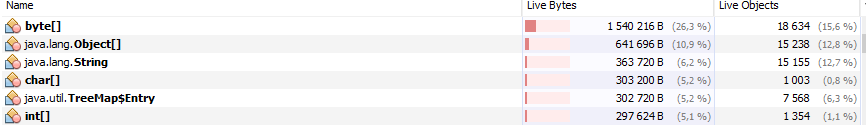 Name Live Bytes Live Objects
byte[] 1 540 216 B (26,3 %) 18 634 (15,6 %)
java.lang.Object[] 641 696 B (10,9 %) 15 238 (12,8 %)
java.lang.String 363 720 B (6,2 %) 15 155 (12,7 %)
char[] 303 200 B (5,2 %) 1 003 (0,8 %)
java.util.TreeMap$Entry 302 720 B (5,2 %) 7 568 (6,3 %)
int[] 297 624 B (5,1 %) 1 354 (1,1 %)